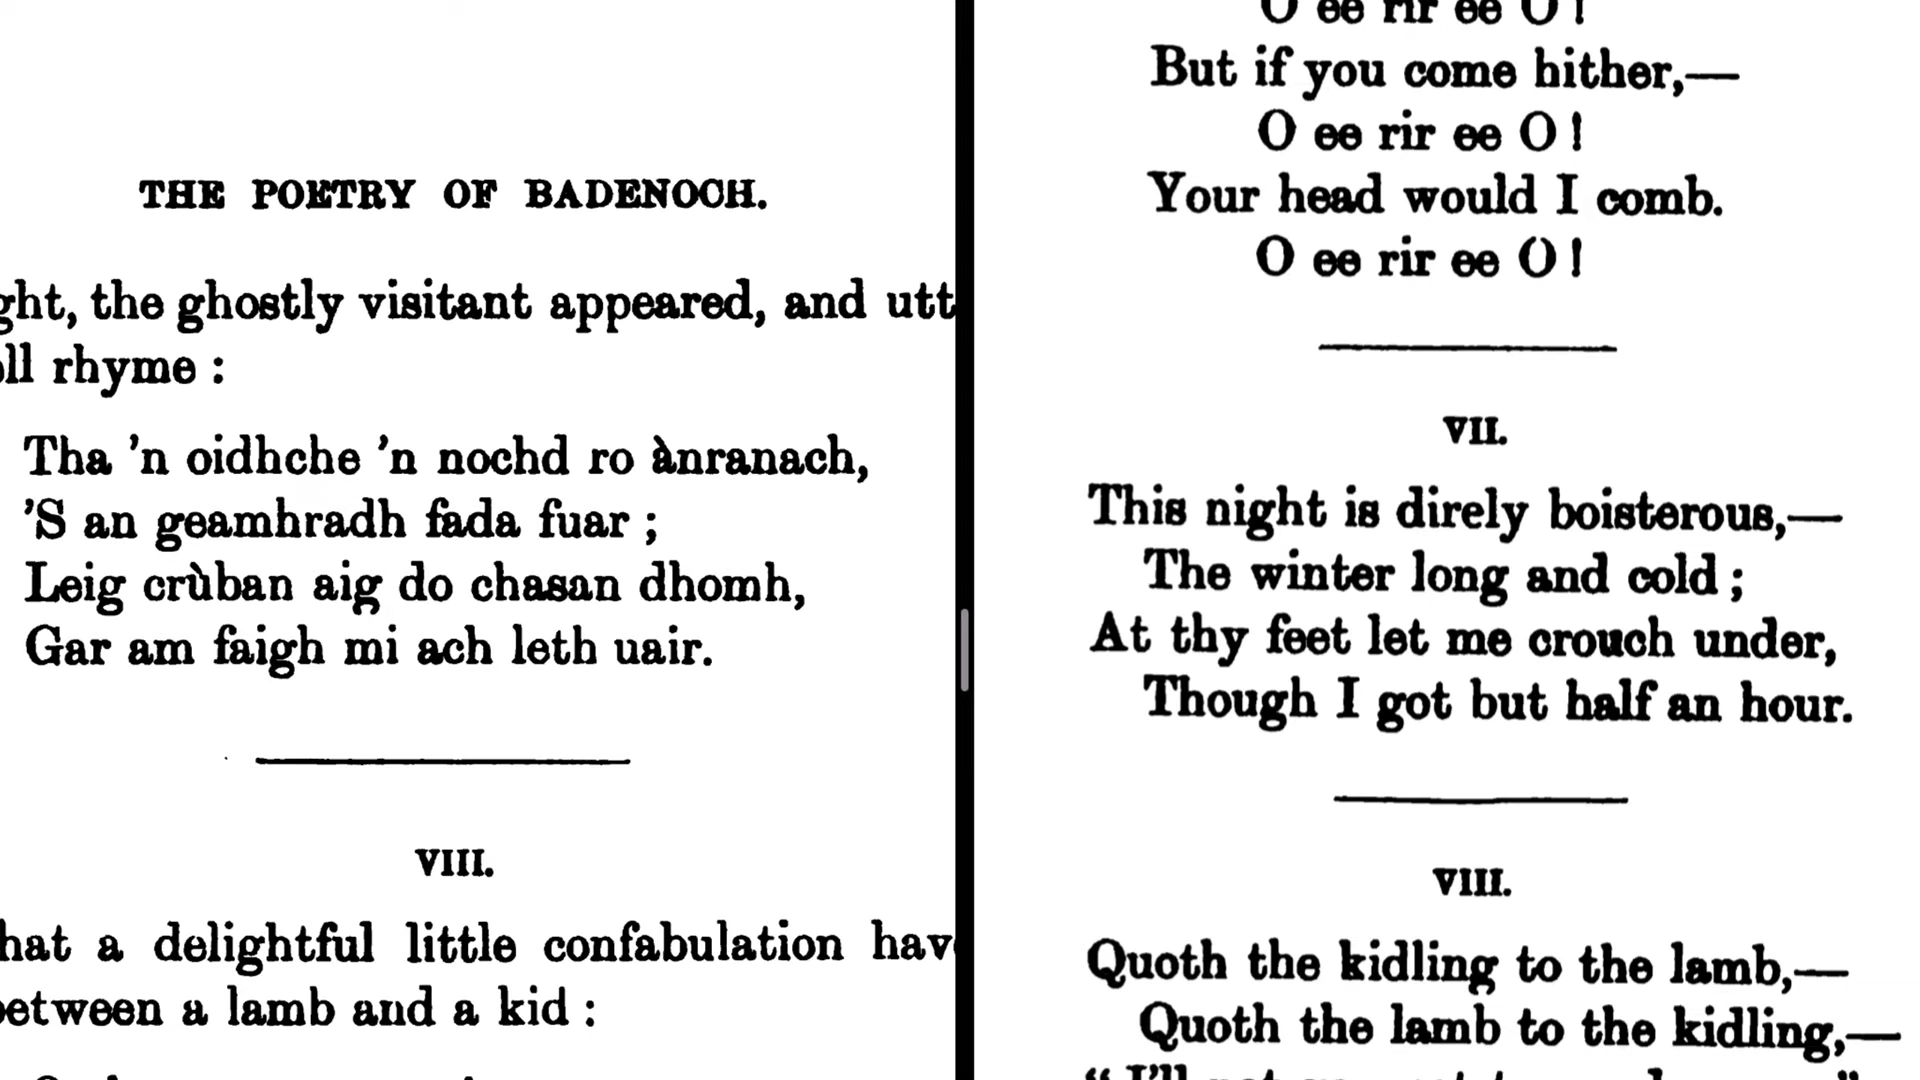 THE POETRY OF BADENOCH.
ght, the ghostly visitant appeared, and utt
oll rhyme :
Tha 'n oidhche 'n nochd ro ànranach,
'S an geamhradh fada fuar ;
Leig crùban aig do chasan dhomh,
Gar am faigh mi ach leth uair.
VIII.
hat a delightful little confabulation hav
between a lamb and a kid :
O ee rir ee O !
But if you come hither,—
O ee rir ee O !
Your head would I comb.
O ee rir ee O !
VII.
This night is direly boisterous,—
The winter long and cold ;
At thy feet let me crouch under,
Though I got but half an hour.
VIII.
Quoth the kidling to the lamb,—
Quoth the lamb to the kidling,—